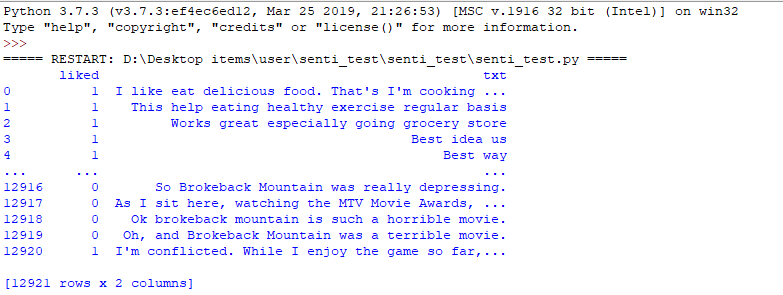 Python 3.7.3 (v3.7.3:ef4ec6ed12, Mar 25 2019, 21:26:53) [MSC v.1916 32 bit (Intel)] on win32
Type "help", "copyright", "credits" or "license()" for more information.
>>>
===== RESTART: D:\Desktop items\user\senti_test\senti_test\senti_test.py =====
       liked                                                txt
0          1  I like eat delicious food. That's I'm cooking ...
1          1    This help eating healthy exercise regular basis
2          1         Works great especially going grocery store
3          1                                       Best idea us
4          1                                           Best way
...      ...                                                ...
12916      0       So Brokeback Mountain was really depressing.
12917      0  As I sit here, watching the MTV Movie Awards, ...
12918      0    Ok brokeback mountain is such a horrible movie.
12919      0    Oh, and Brokeback Mountain was a terrible movie.
12920      1  I'm conflicted. While I enjoy the game so far,...
[12921 rows x 2 columns]